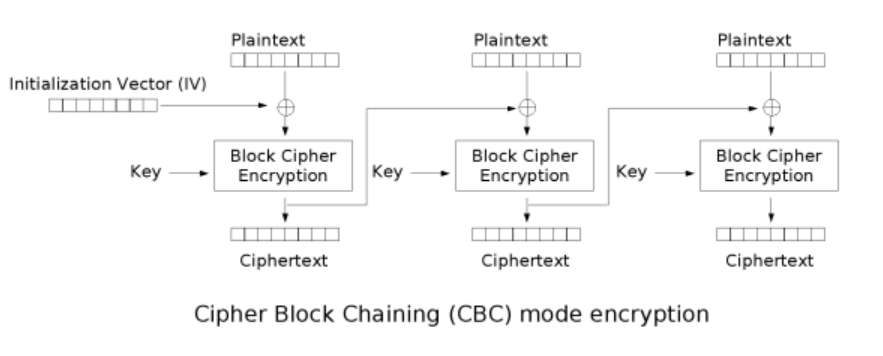 Plaintext
Plaintext
Plaintext
Initialization Vector (IV)
Key
Block Cipher
Encryption
Key
Block Cipher
Encryption
Key
Block Cipher
Encryption
Ciphertext
Ciphertext
Ciphertext
Cipher Block Chaining (CBC) mode encryption